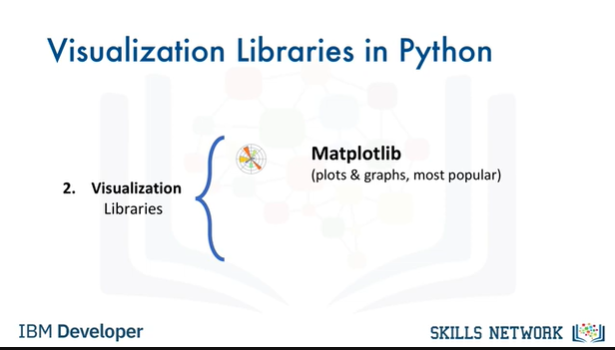 Visualization Libraries in Python
2. Visualization
Libraries
Matplotlib
(plots & graphs, most popular)
IBM Developer
SKILLS NETWORK